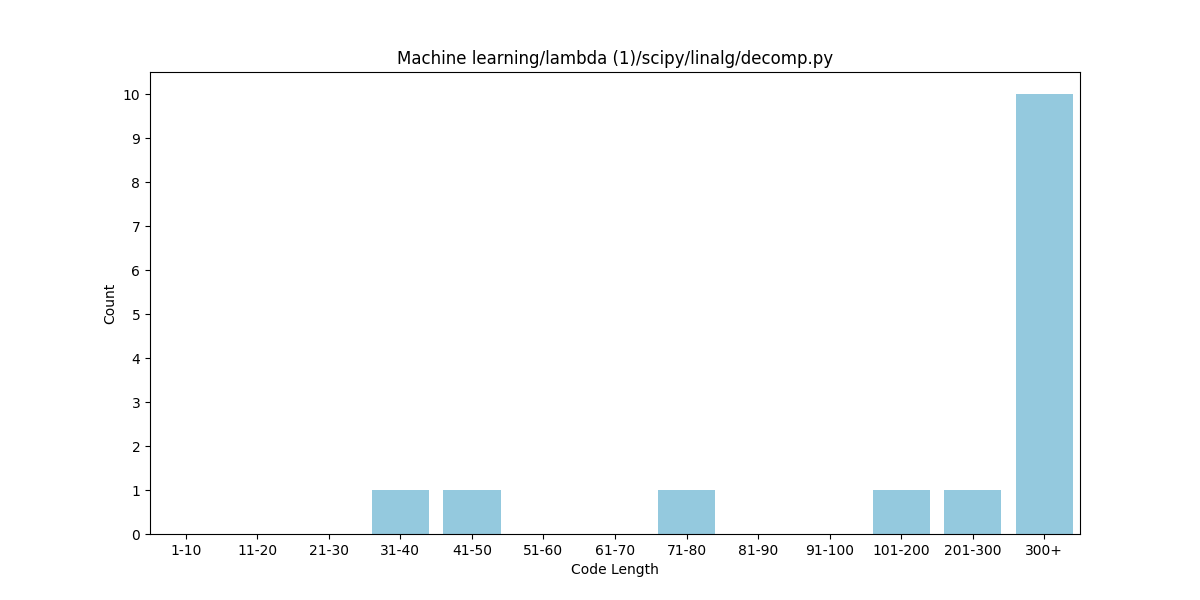 Machine learning/lambda (1)/scipy/linalg/decomp.py
10
9
8
7
6
5
4
3
2
1
0
Count
1-10 11-20 21-30 31-40 41-50 51-60 61-70 71-80 81-90 91-100 101-200 201-300 300+
Code Length